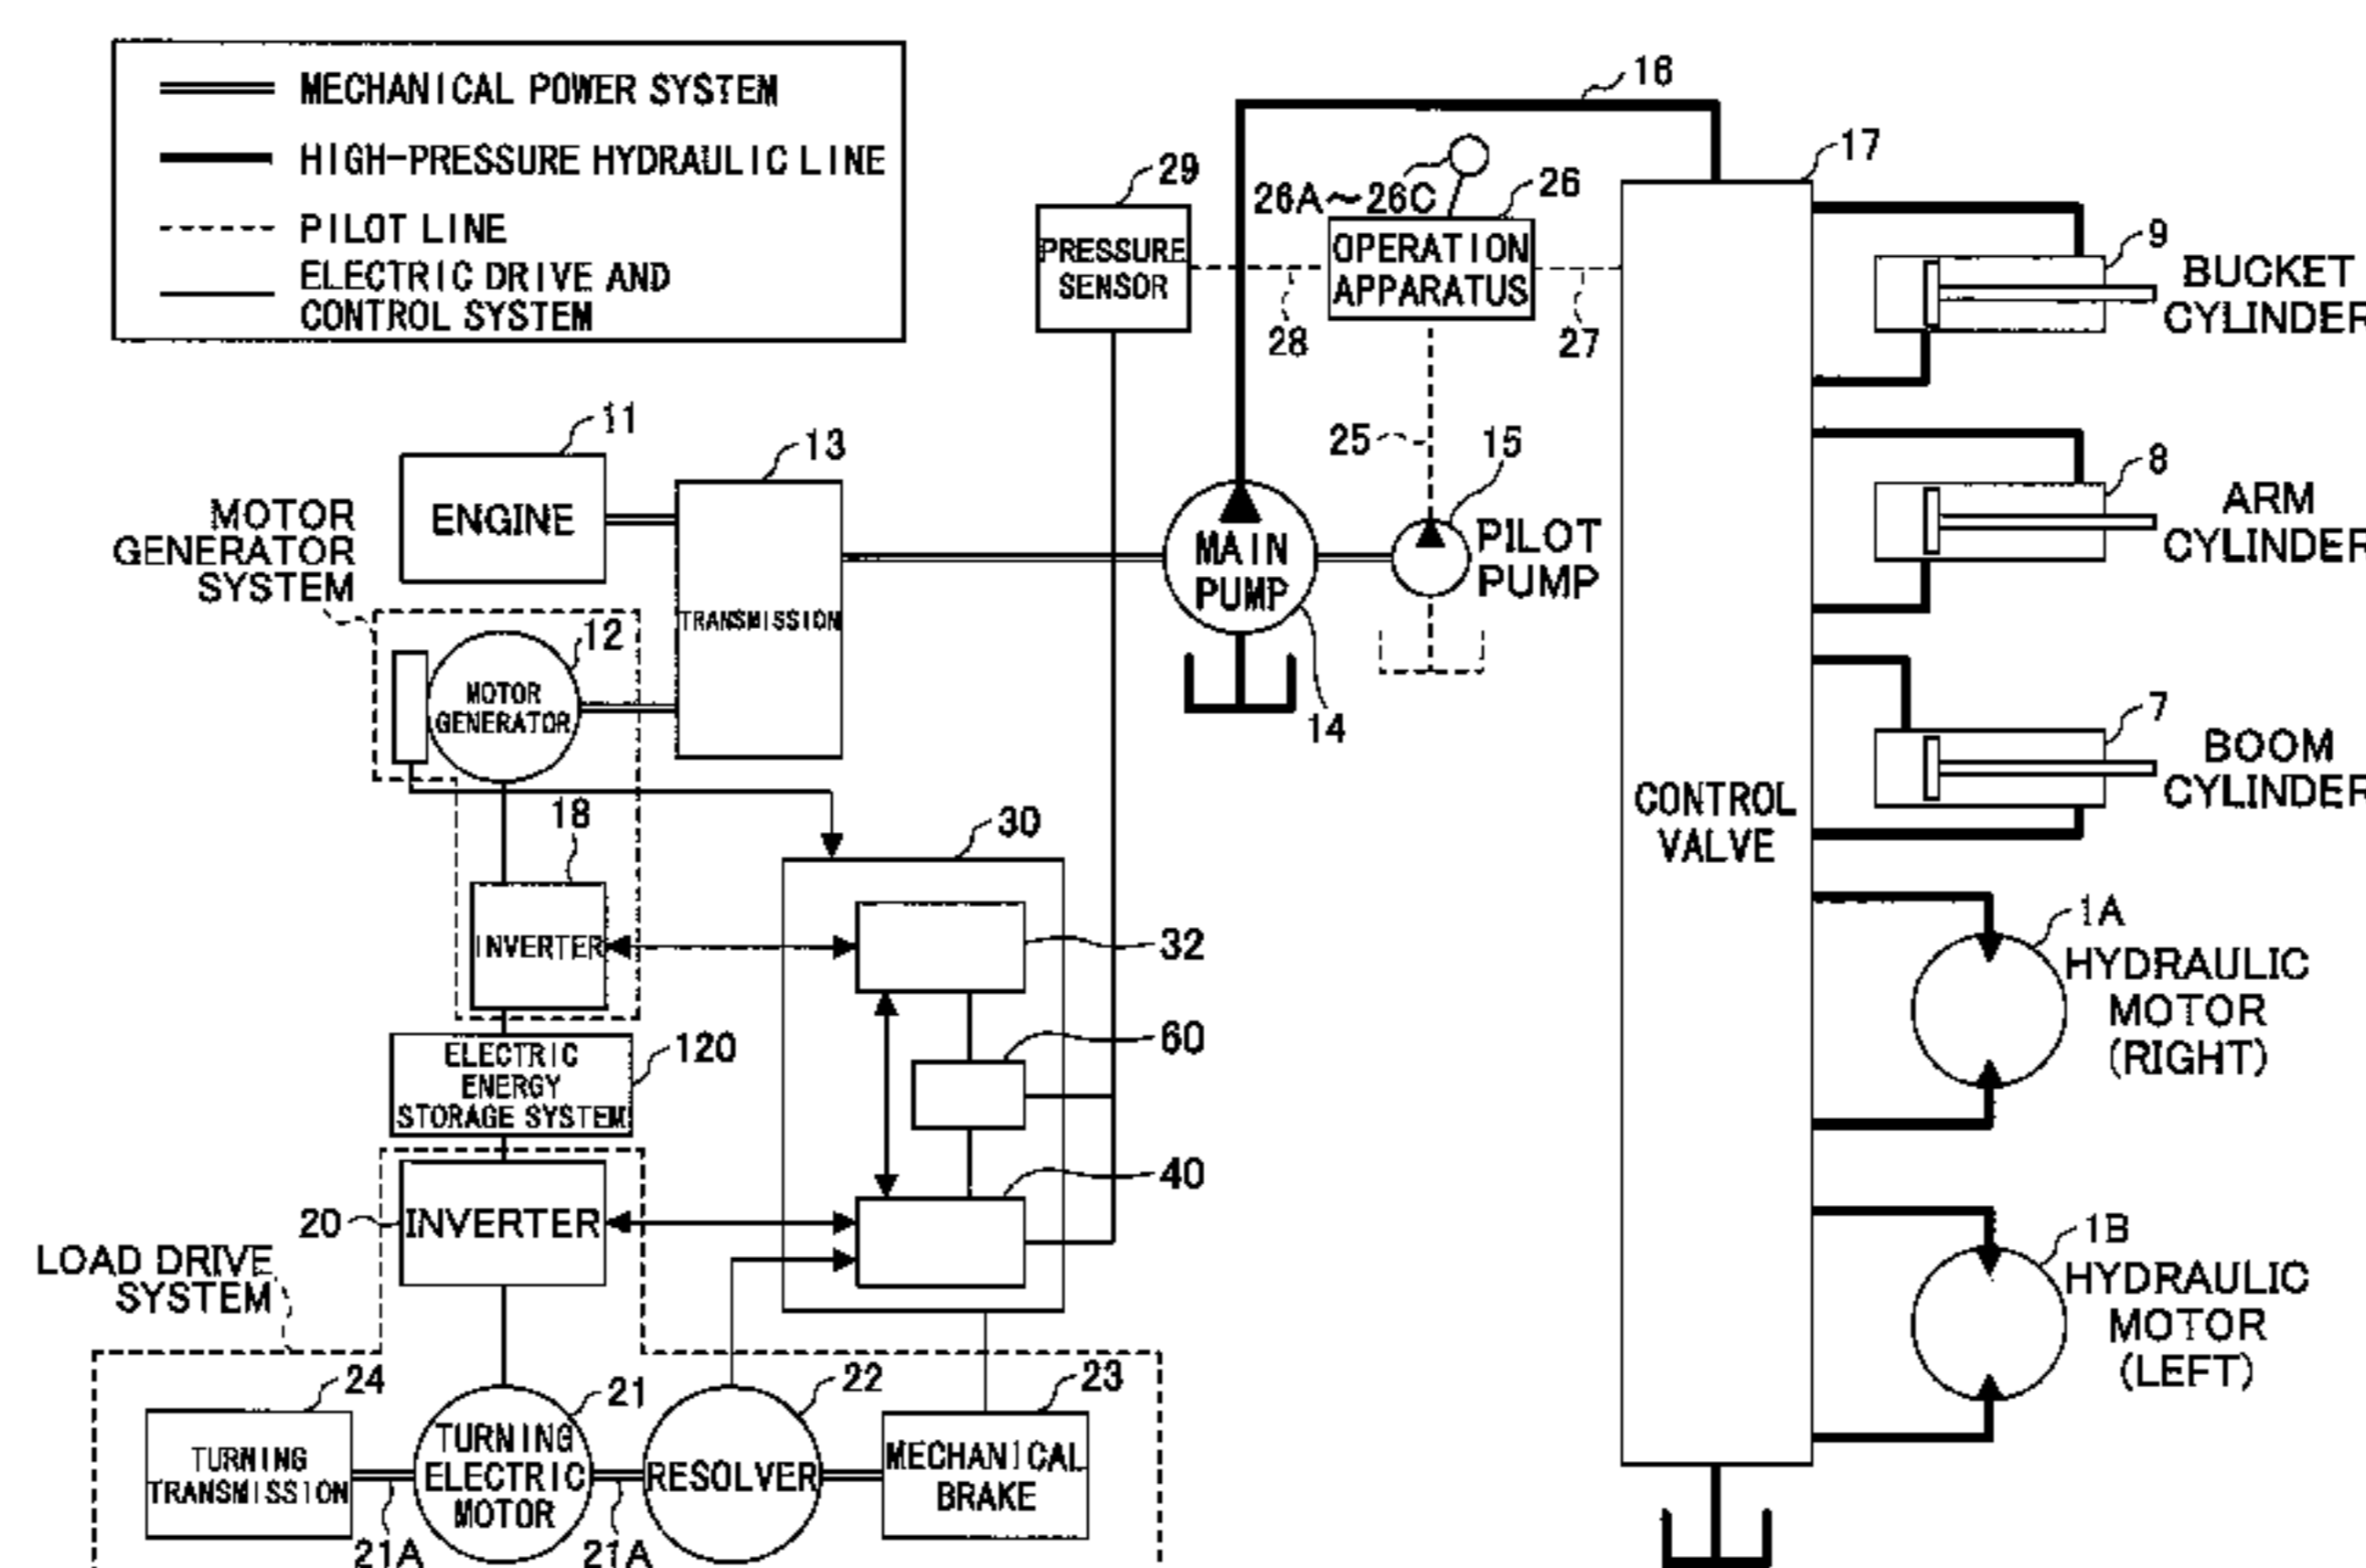 MECHANICAL POWER SYSTEM
HIGH-PRESSURE HYDRAULIC LINE
PILOT LINE
ELECTRIC DRIVE AND
CONTROL SYSTEM
16
17
29
26A～26C
26
PRESSURE
SENSOR
OPERATION
APPARATUS
28
27
9
BUCKET
CYLINDER
11
13
25
15
8
ARM
CYLINDER
ENGINE
MOTOR
GENERATOR
SYSTEM
TRANSMISSION
MAIN
PUMP
PILOT
PUMP
14
12
MOTOR
GENERATOR
7
BOOM
CYLINDER
CONTROL
VALVE
18
30
INVERTER
32
1A
HYDRAULIC
MOTOR
(RIGHT)
60
ELECTRIC
ENERGY
STORAGE SYSTEM
120
40
20
INVERTER
1B
HYDRAULIC
MOTOR
(LEFT)
LOAD DRIVE
SYSTEM
24
21
22
23
TURNING
TRANSMISSION
TURNING
ELECTRIC
MOTOR
RESOLVER
MECHANICAL
BRAKE
21A
21A